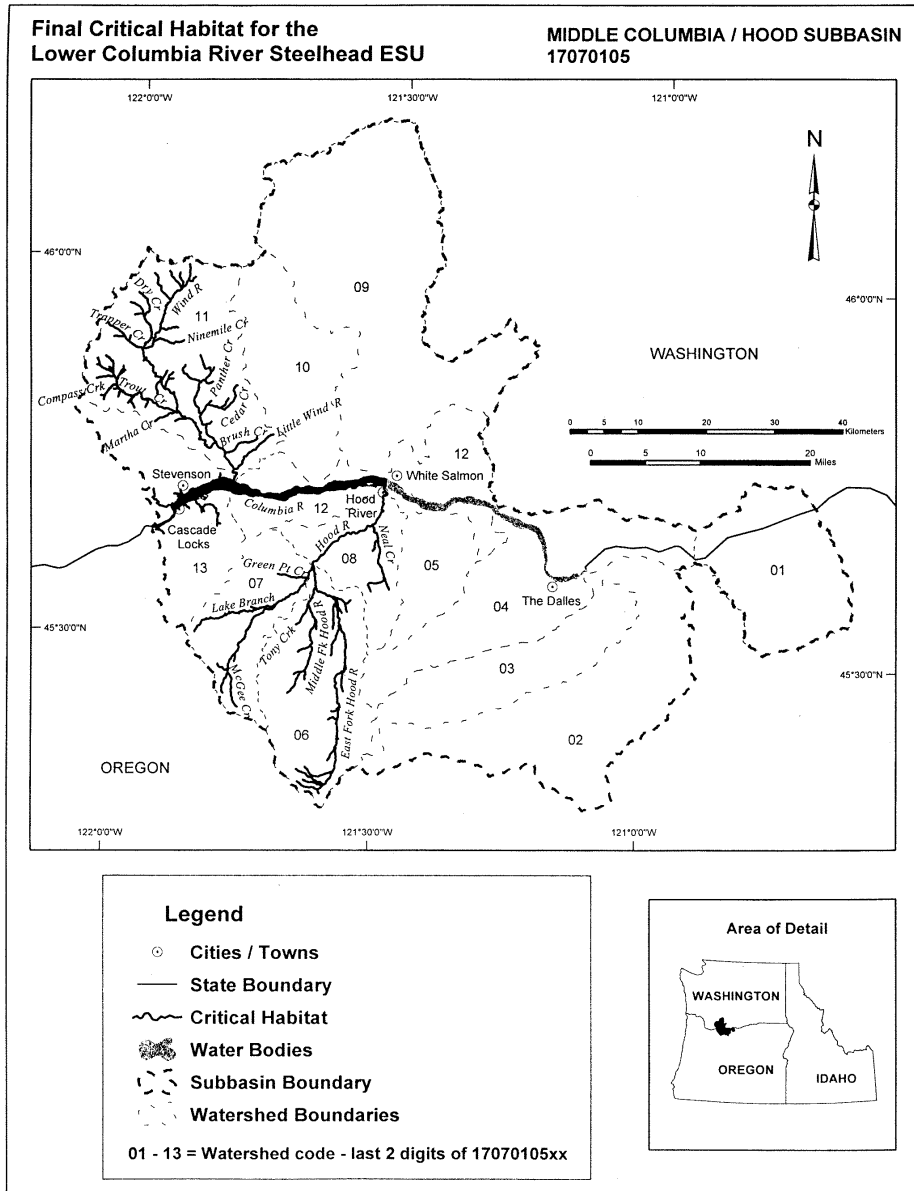 Final Critical Habitat for the
Lower Columbia River Steelhead ESU
MIDDLE COLUMBIA / HOOD SUBBASIN
17070105
122°0'0"W
121°30'0"W
121°0'0"W
N
46°0'0"N
46°0'0"N
09
Dry Cr
Wind R
11
Trapper Cr
Ninemile Cr
WASHINGTON
10
Panther Cr
Compass Crk
Trout Cr
Cedar Cr
Martha Cr
Brush Cr
Little Wind R
0 5 10 20 30 40
Kilometers
0 5 10 20
Miles
12
Stevenson
White Salmon
Columbia R
12
Hood River
Cascade Locks
Hood R
Neal Cr
01
13
Green Pt Cr
07
08
05
The Dalles
Lake Branch
04
45°30'0"N
Tony Crk
Middle Fk Hood R
03
45°30'0"N
McGee Cr
East Fork Hood R
06
02
OREGON
122°0'0"W
121°30'0"W
121°0'0"W
Legend
Cities / Towns
State Boundary
Critical Habitat
Water Bodies
Subbasin Boundary
Watershed Boundaries
01 - 13 = Watershed code - last 2 digits of 17070105xx
Area of Detail
WASHINGTON
OREGON
IDAHO